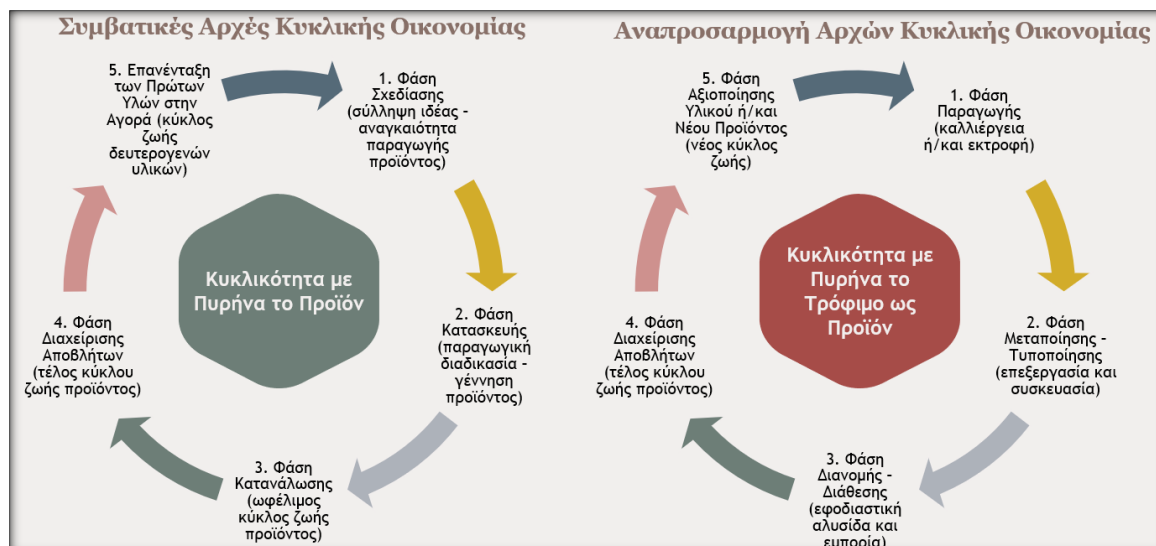 Συμβατικές Αρχές Κυκλικής Οικονομίας
5. Επανένταξη
των Πρώτων
Υλών στην
Αγορά (κύκλος
ζωής
δευτερογενών
υλικών)
1. Φάση
Σχεδίασης
(σύλληψη ιδέας –
αναγκαιότητα
παραγωγής
προϊόντος)
Κυκλικότητα με
Πυρήνα το Προϊόν
4. Φάση
Διαχείρισης
Αποβλήτων
(τέλος κύκλου
ζωής προϊόντος)
2. Φάση
Κατασκευής
(παραγωγική
διαδικασία –
γέννηση
προϊόντος)
3. Φάση
Κατανάλωσης
(ωφέλιμος
κύκλος ζωής
προϊόντος)
Αναπροσαρμογή Αρχών Κυκλικής Οικονομίας
5. Φάση
Αξιοποίησης
Υλικού ή/και
Νέου Προϊόντος
(νέος κύκλος
ζωής)
1. Φάση
Παραγωγής
(καλλιέργεια
ή/και εκτροφή)
Κυκλικότητα με
Πυρήνα το
Τρόφιμο ως
Προϊόν
4. Φάση
Διαχείρισης
Αποβλήτων
(τέλος κύκλου
ζωής προϊόντος)
2. Φάση
Μεταποίησης –
Τυποποίησης
(επεξεργασία και
συσκευασία)
3. Φάση
Διανομής –
Διάθεσης
(εφοδιαστική
αλυσίδα και
εμπορία)